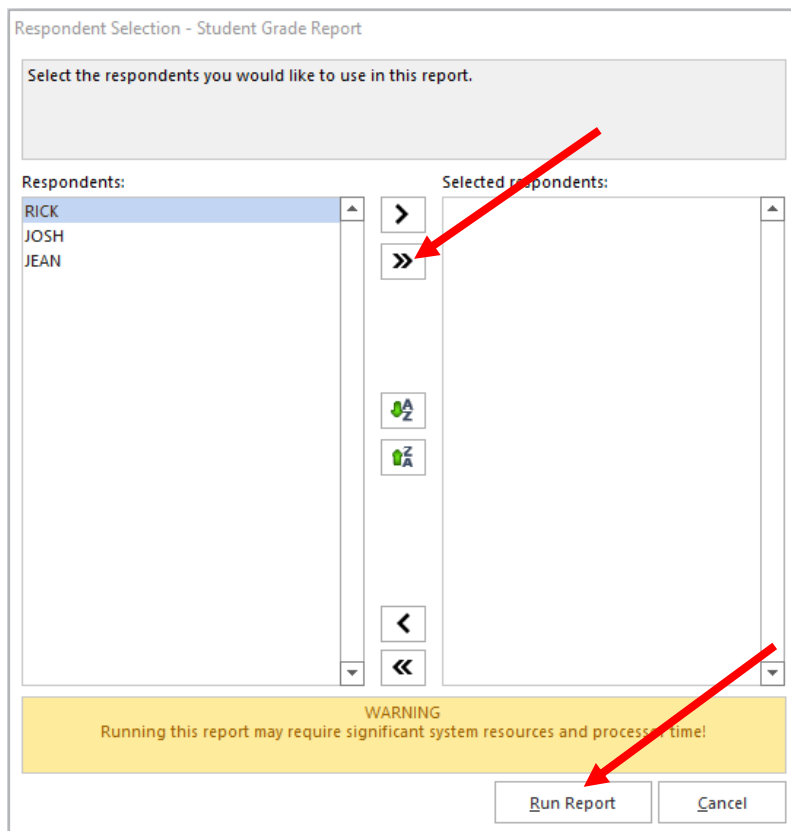 Respondent Selection - Student Grade Report
Select the respondents you would like to use in this report.
Respondents:
Selected respondents:
RICK
JOSH
JEAN
>
»
A
Z
Z
A
<
«
WARNING
Running this report may require significant system resources and processor time!
Run Report
Cancel